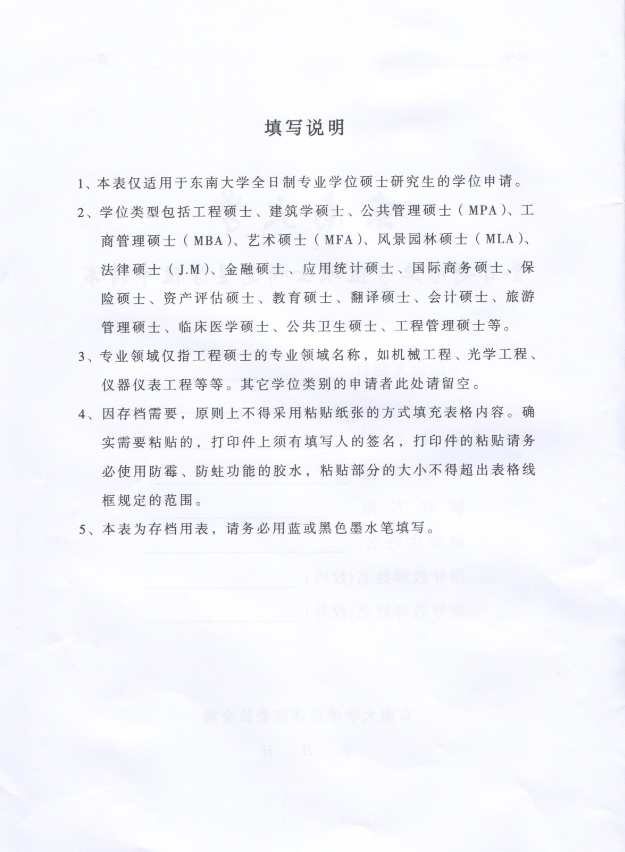 填写说明
1、本表仅适用于东南大学全日制专业学位硕士研究生的学位申请。
2、学位类型包括工程硕士、建筑学硕士、公共管理硕士（MPA）、工
商管理硕士（MBA）、艺术硕士（MFA）、风景园林硕士（MLA）、
法律硕士（J.M）、金融硕士、应用统计硕士、国际商务硕士、保
险硕士、资产评估硕士、教育硕士、翻译硕士、会计硕士、旅游
管理硕士、临床医学硕士、公共卫生硕士、工程管理硕士等。
3、专业领域仅指工程硕士的专业领域名称，如机械工程、光学工程、
仪器仪表工程等等。其它学位类别的申请者此处请留空。
4、因存档需要，原则上不得采用粘贴纸张的方式填充表格内容。确
实需要粘贴的，打印件上须有填写人的签名，打印件的粘贴请务
必使用防霉、防蛀功能的胶水，粘贴部分的大小不得超出表格线
框规定的范围。
5、本表为存档用表，请务必用蓝或黑色墨水笔填写。